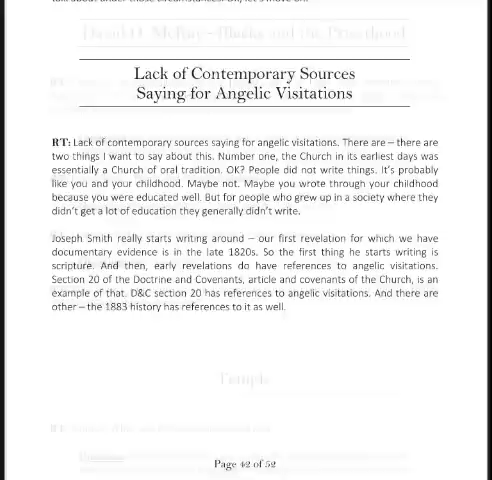 David O. McKay – Blacks and the Priesthood
Lack of Contemporary Sources
Saying for Angelic Visitations
RT: Lack of contemporary sources saying for angelic visitations. There are – there are
two things I want to say about this. Number one, the Church in its earliest days was
essentially a Church of oral tradition. OK? People did not write things. It's probably
like you and your childhood. Maybe not. Maybe you wrote through your childhood
because you were educated well. But for people who grew up in a society where they
didn't get a lot of education they generally didn't write.
Joseph Smith really starts writing around – our first revelation for which we have
documentary evidence is in the late 1820s. So the first thing he starts writing is
scripture. And then, early revelations do have references to angelic visitations.
Section 20 of the Doctrine and Covenants, article and covenants of the Church, is an
example of that. D&C section 20 has references to angelic visitations. And there are
other – the 1883 history has references to it as well.
Temple
Page 42 of 52